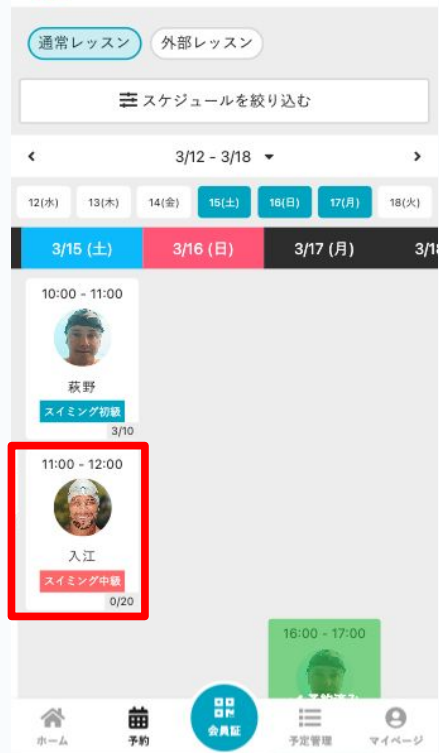 通常レッスン 外部レッスン
スケジュールを絞り込む
3/12 - 3/18
12(水) 13(木) 14(金) 15(土) 16(日) 17(月) 18(火)
3/15 (土) 3/16 (日) 3/17 (月)
10:00 - 11:00
萩野
スイミング初級
3/10
11:00 - 12:00
入江
スイミング中級
0/20
16:00 - 17:00
ホーム 予約 会員証 予定管理 マイページ